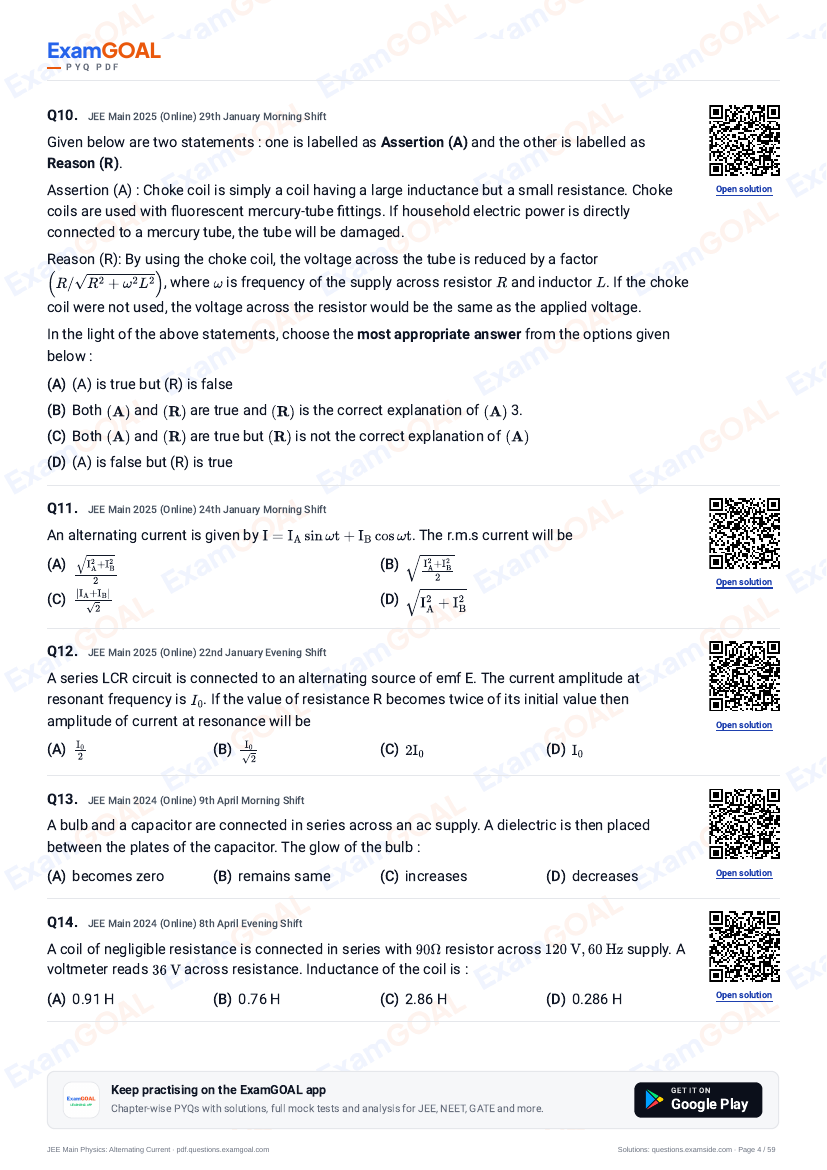 ExamGOAL
PYQ PDF
Q10. JEE Main 2025 (Online) 29th January Morning Shift
Given below are two statements : one is labelled as Assertion (A) and the other is labelled as
Reason (R).
Assertion (A) : Choke coil is simply a coil having a large inductance but a small resistance. Choke
coils are used with fluorescent mercury-tube fittings. If household electric power is directly
connected to a mercury tube, the tube will be damaged.
Reason (R): By using the choke coil, the voltage across the tube is reduced by a factor
(R/√(R² + ω²L²)), where ω is frequency of the supply across resistor R and inductor L. If the choke
coil were not used, the voltage across the resistor would be the same as the applied voltage.
In the light of the above statements, choose the most appropriate answer from the options given
below :
(A) (A) is true but (R) is false
(B) Both (A) and (R) are true and (R) is the correct explanation of (A) 3.
(C) Both (A) and (R) are true but (R) is not the correct explanation of (A)
(D) (A) is false but (R) is true
Open solution
Q11. JEE Main 2025 (Online) 24th January Morning Shift
An alternating current is given by I = I_A sin ωt + I_B cos ωt. The r.m.s current will be
(A) √(I_A² + I_B²)/2 (B) √((I_A² + I_B²)/2)
(C) |I_A + I_B|/√2 (D) √(I_A² + I_B²)
Open solution
Q12. JEE Main 2025 (Online) 22nd January Evening Shift
A series LCR circuit is connected to an alternating source of emf E. The current amplitude at
resonant frequency is I₀. If the value of resistance R becomes twice of its initial value then
amplitude of current at resonance will be
(A) I₀/2 (B) I₀/√2 (C) 2I₀ (D) I₀
Open solution
Q13. JEE Main 2024 (Online) 9th April Morning Shift
A bulb and a capacitor are connected in series across an ac supply. A dielectric is then placed
between the plates of the capacitor. The glow of the bulb :
(A) becomes zero (B) remains same (C) increases (D) decreases
Open solution
Q14. JEE Main 2024 (Online) 8th April Evening Shift
A coil of negligible resistance is connected in series with 90Ω resistor across 120 V, 60 Hz supply. A
voltmeter reads 36 V across resistance. Inductance of the coil is :
(A) 0.91 H (B) 0.76 H (C) 2.86 H (D) 0.286 H
Open solution
Keep practising on the ExamGOAL app
Chapter-wise PYQs with solutions, full mock tests and analysis for JEE, NEET, GATE and more.
GET IT ON
Google Play
JEE Main Physics: Alternating Current · pdf.questions.examgoal.com
Solutions: questions.examside.com · Page 4 / 59